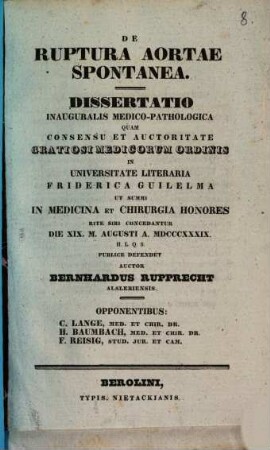 8.
DE
RUPTURA AORTAE
SPONTANEA.
DISSERTATIO
INAUGURALIS MEDICO-PATHOLOGICA
QUAM
CONSENSU ET AUCTORITATE
GRATIOSI MEDICORUM ORDINIS
IN
UNIVERSITATE LITERARIA
FRIDERICA GUILELMA
UT SUMMI
IN MEDICINA ET CHIRURGIA HONORES
RITE SIBI CONCEDANTUR
DIE XIX. M. AUGUSTI A. MDCCCXXXIX.
H. L. Q. S.
PUBLICE DEFENDET
AUCTOR
BERNHARDUS RUPPRECHT
ALSLEBIENSIS.
OPPONENTIBUS:
C. LANGE, MED. ET CHIR. DR.
H. BAUMBACH, MED. ET CHIR. DR.
F. REISIG, STUD. JUR. ET CAM.
BEROLINI,
TYPIS. NIETACKIANIS.